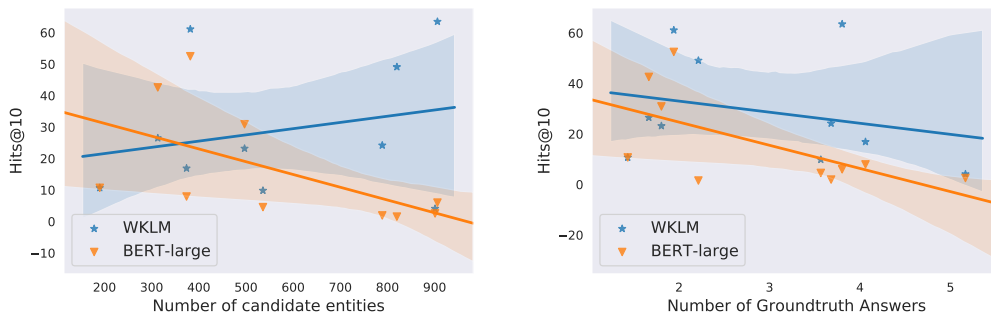 60
50
40
30
20
10
0
−10
Hits@10
WKLM
BERT-large
200 300 400 500 600 700 800 900
Number of candidate entities
60
40
20
0
−20
Hits@10
WKLM
BERT-large
2 3 4 5
Number of Groundtruth Answers